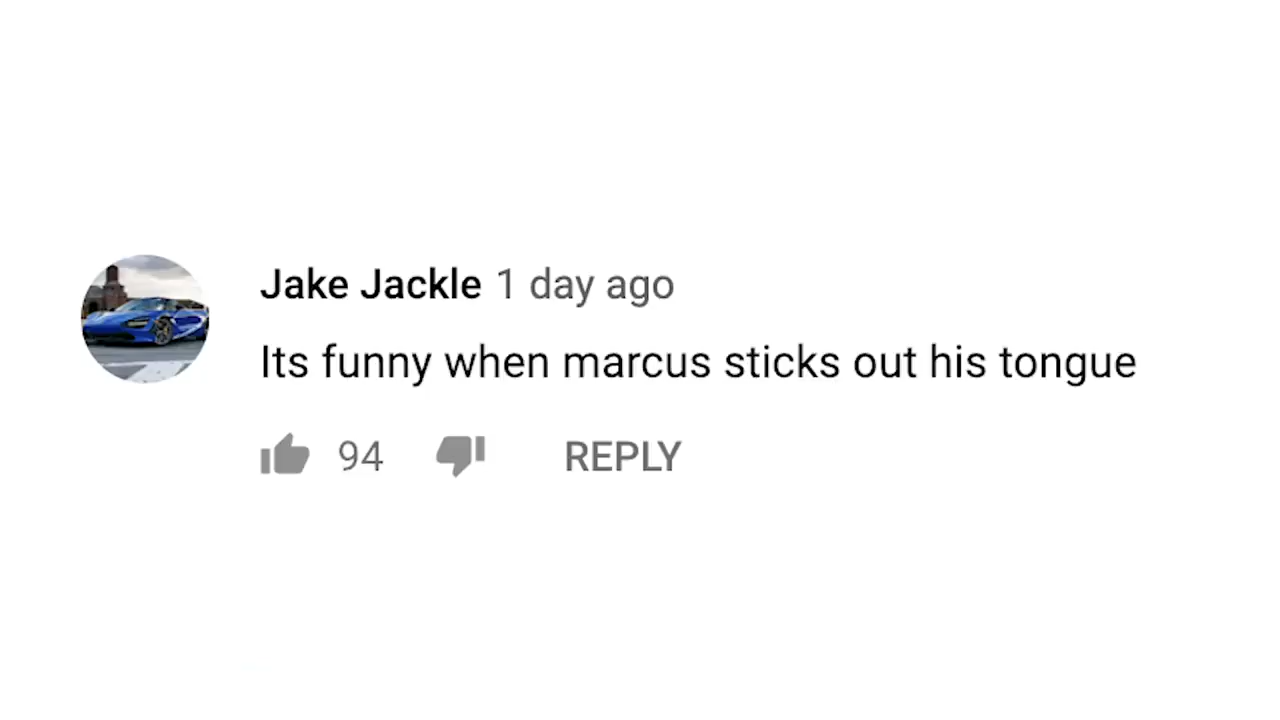 Jake Jackle 1 day ago
Its funny when marcus sticks out his tongue
94 REPLY